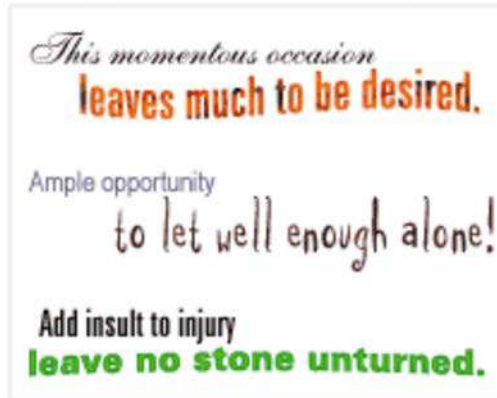 This momentous occasion
leaves much to be desired.
Ample opportunity
to let well enough alone!
Add insult to injury
leave no stone unturned.